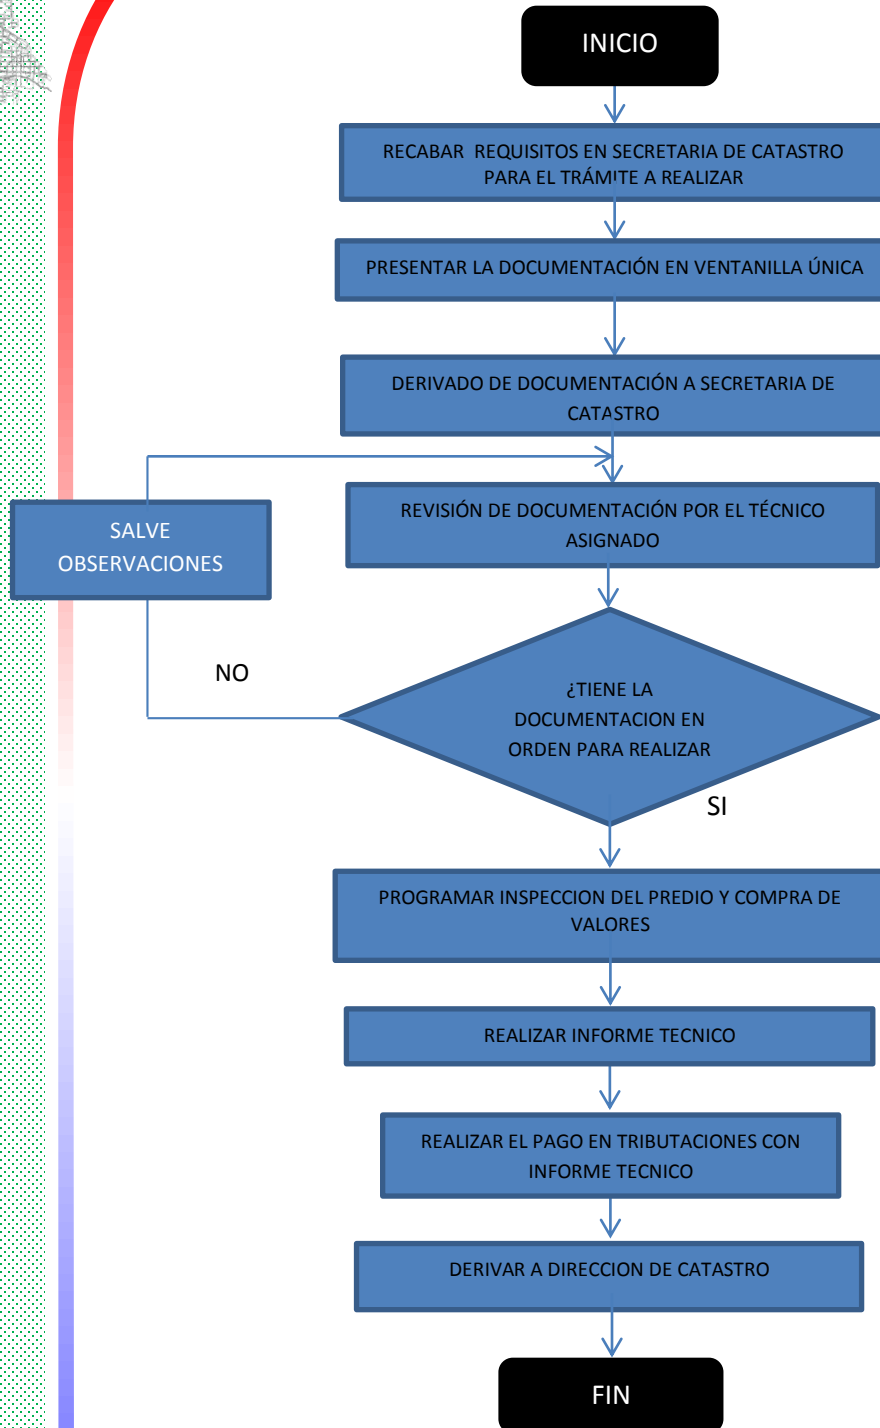 INICIO
RECABAR REQUISITOS EN SECRETARIA DE CATASTRO
PARA EL TRÁMITE A REALIZAR
PRESENTAR LA DOCUMENTACIÓN EN VENTANILLA ÚNICA
DERIVADO DE DOCUMENTACIÓN A SECRETARIA DE
CATASTRO
REVISIÓN DE DOCUMENTACIÓN POR EL TÉCNICO
ASIGNADO
SALVE
OBSERVACIONES
NO
¿TIENE LA
DOCUMENTACION EN
ORDEN PARA REALIZAR
SI
PROGRAMAR INSPECCION DEL PREDIO Y COMPRA DE
VALORES
REALIZAR INFORME TECNICO
REALIZAR EL PAGO EN TRIBUTACIONES CON
INFORME TECNICO
DERIVAR A DIRECCION DE CATASTRO
FIN